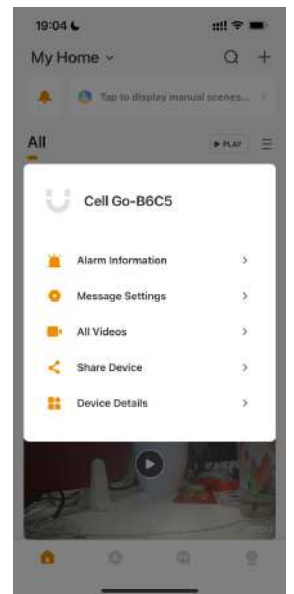 19:04
My Home
Tap to display manual scenes...
All
PLAY
Cell Go-B6C5
Alarm Information
Message Settings
All Videos
Share Device
Device Details